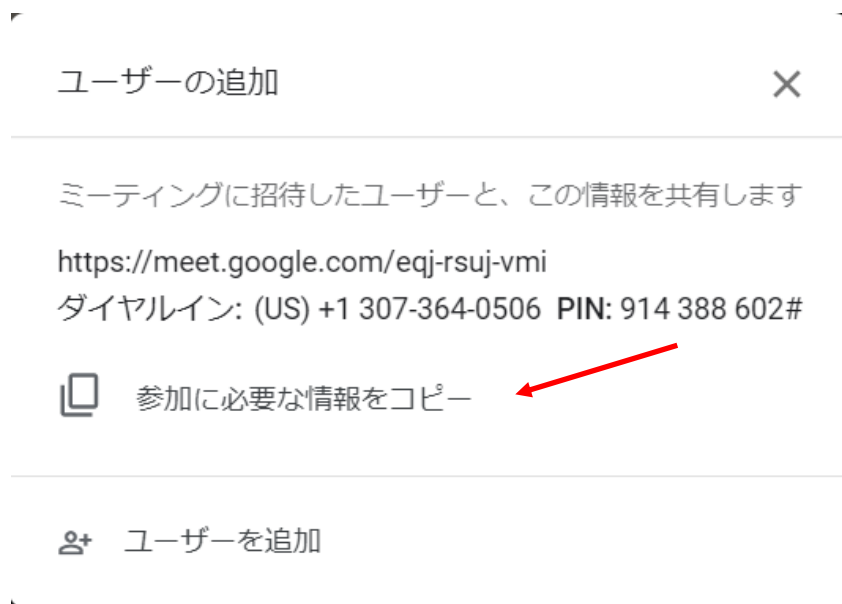 ユーザーの追加
ミーティングに招待したユーザーと、この情報を共有します
https://meet.google.com/eqj-rsuj-vmi
ダイヤルイン: (US) +1 307-364-0506 PIN: 914 388 602#
参加に必要な情報をコピー
ユーザーを追加